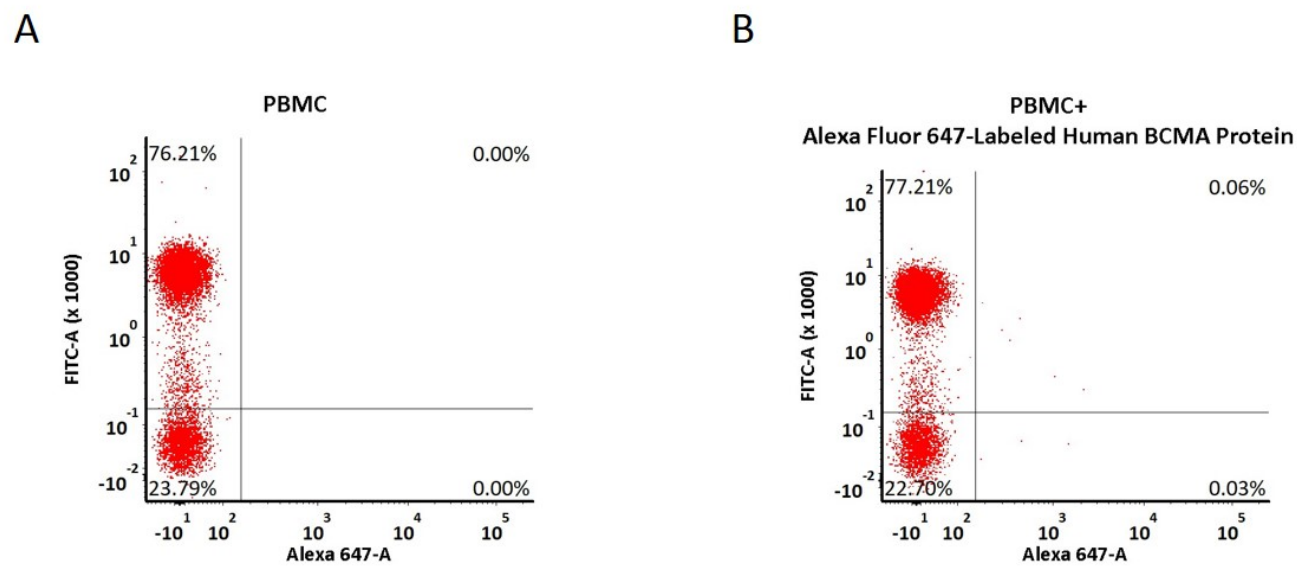 A
B
PBMC
PBMC+
Alexa Fluor 647-Labeled Human BCMA Protein
76.21% 0.00%
10 2
10 1
10 0
10 -1
-10 -2
FITC-A (x 1000)
23.79% 0.00%
-10 1 10 2 10 3 10 4 10 5
Alexa 647-A
77.21% 0.06%
10 2
10 1
10 0
10 -1
-10 -2
FITC-A (x 1000)
22.70% 0.03%
-10 1 10 2 10 3 10 4 10 5
Alexa 647-A